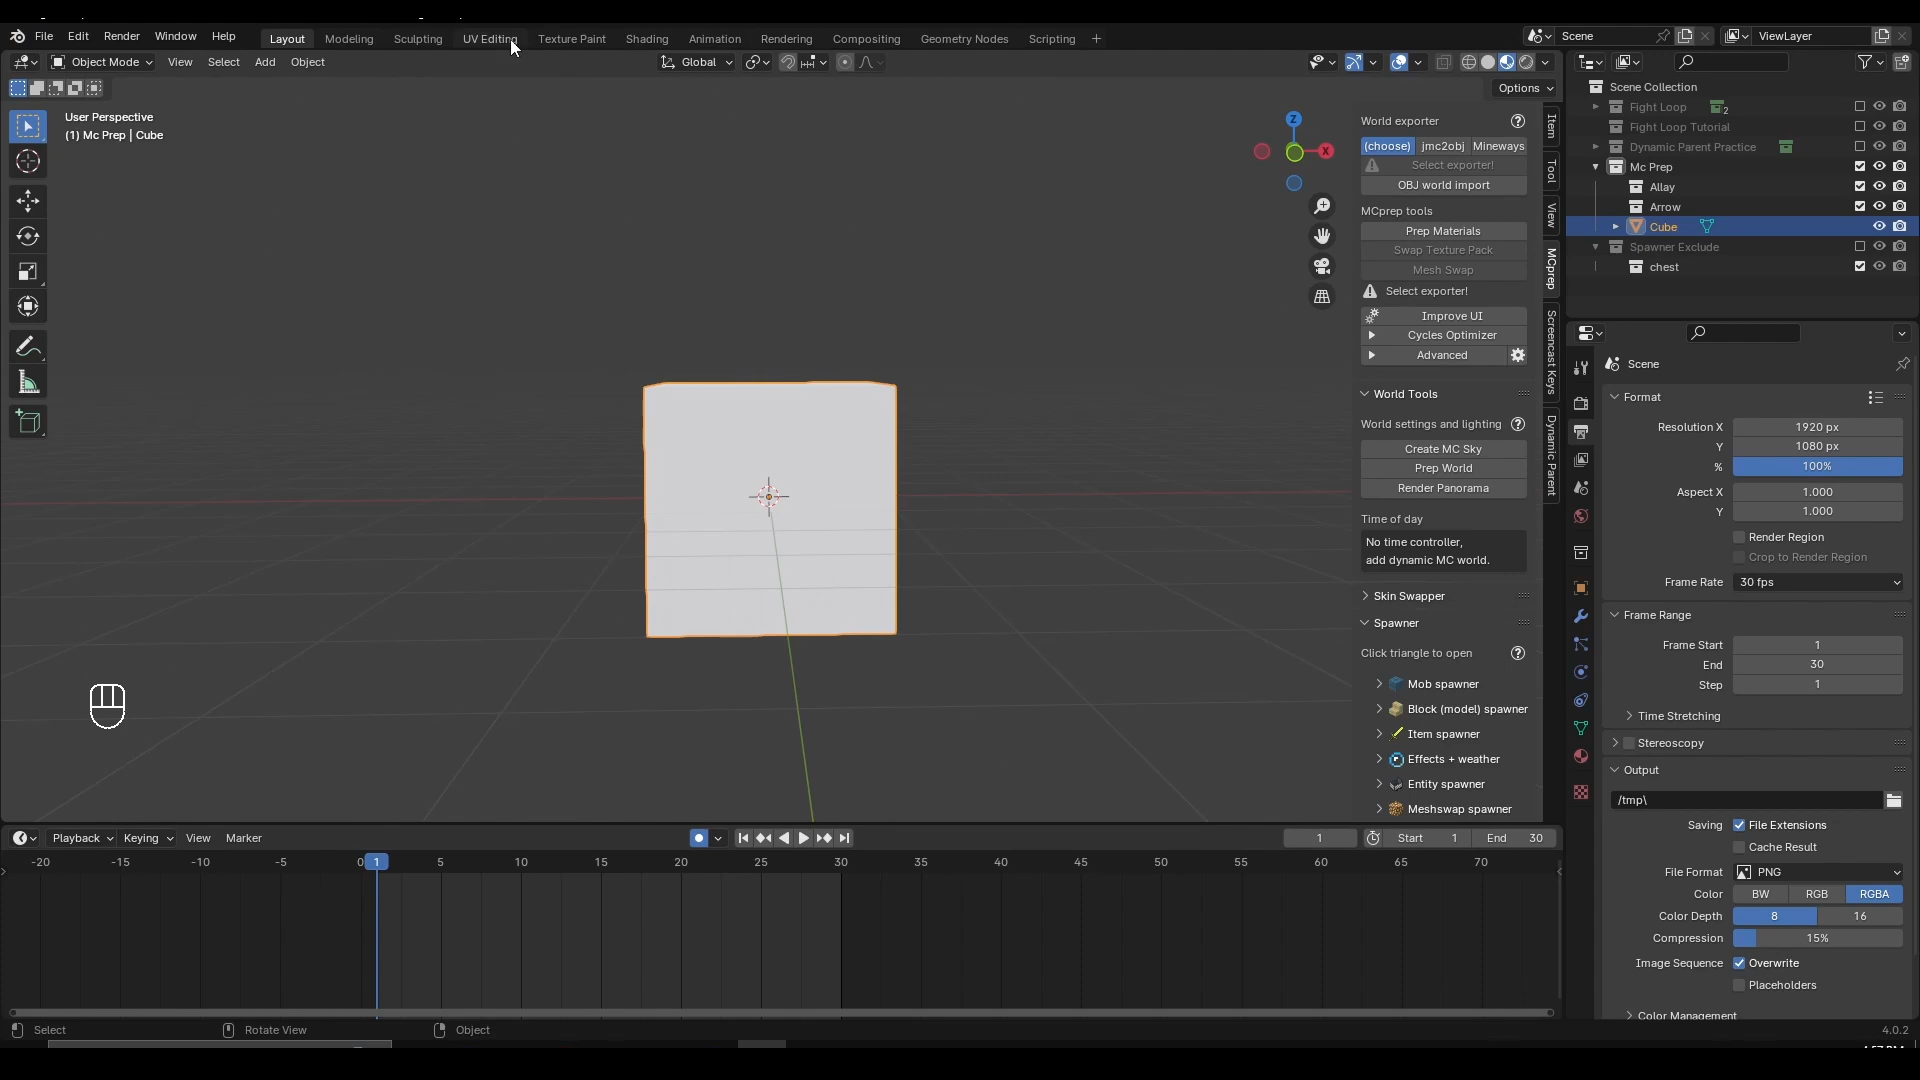 File Edit Render Window Help
Layout Modeling Sculpting UV Editing Texture Paint Shading Animation Rendering Compositing Geometry Nodes Scripting +
Scene
ViewLayer
Object Mode View Select Add Object
Global
Options
User Perspective
(1) Mc Prep | Cube
Z
X
Item
Tool
View
MCprep
Screencast Keys
Dynamic Parent
World exporter
(choose) jmc2obj Mineways
Select exporter!
OBJ world import
MCprep tools
Prep Materials
Swap Texture Pack
Mesh Swap
Select exporter!
Improve UI
Cycles Optimizer
Advanced
World Tools
World settings and lighting
Create MC Sky
Prep World
Render Panorama
Time of day
No time controller,
add dynamic MC world.
Skin Swapper
Spawner
Click triangle to open
Mob spawner
Block (model) spawner
Item spawner
Effects + weather
Entity spawner
Meshswap spawner
Scene Collection
Fight Loop 2
Fight Loop Tutorial
Dynamic Parent Practice
Mc Prep
Allay
Arrow
Cube
Spawner Exclude
chest
Scene
Format
Resolution X 1920 px
Y 1080 px
% 100%
Aspect X 1.000
Y 1.000
Render Region
Crop to Render Region
Frame Rate 30 fps
Frame Range
Frame Start 1
End 30
Step 1
Time Stretching
Stereoscopy
Output
/tmp\
Saving File Extensions
Cache Result
File Format PNG
Color BW RGB RGBA
Color Depth 8 16
Compression 15%
Image Sequence Overwrite
Placeholders
Color Management
Playback Keying View Marker
1 Start 1 End 30
-20 -15 -10 -5 0 1 5 10 15 20 25 30 35 40 45 50 55 60 65 70
Select Rotate View Object
4.0.2